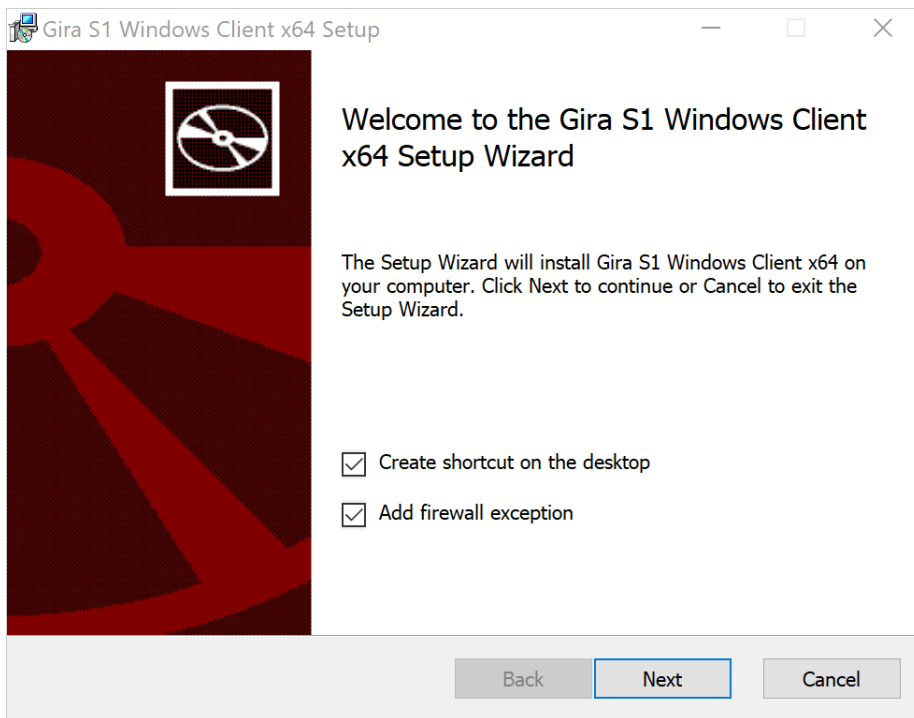 Gira S1 Windows Client x64 Setup
Welcome to the Gira S1 Windows Client
x64 Setup Wizard
The Setup Wizard will install Gira S1 Windows Client x64 on
your computer. Click Next to continue or Cancel to exit the
Setup Wizard.
Create shortcut on the desktop
Add firewall exception
Back Next Cancel